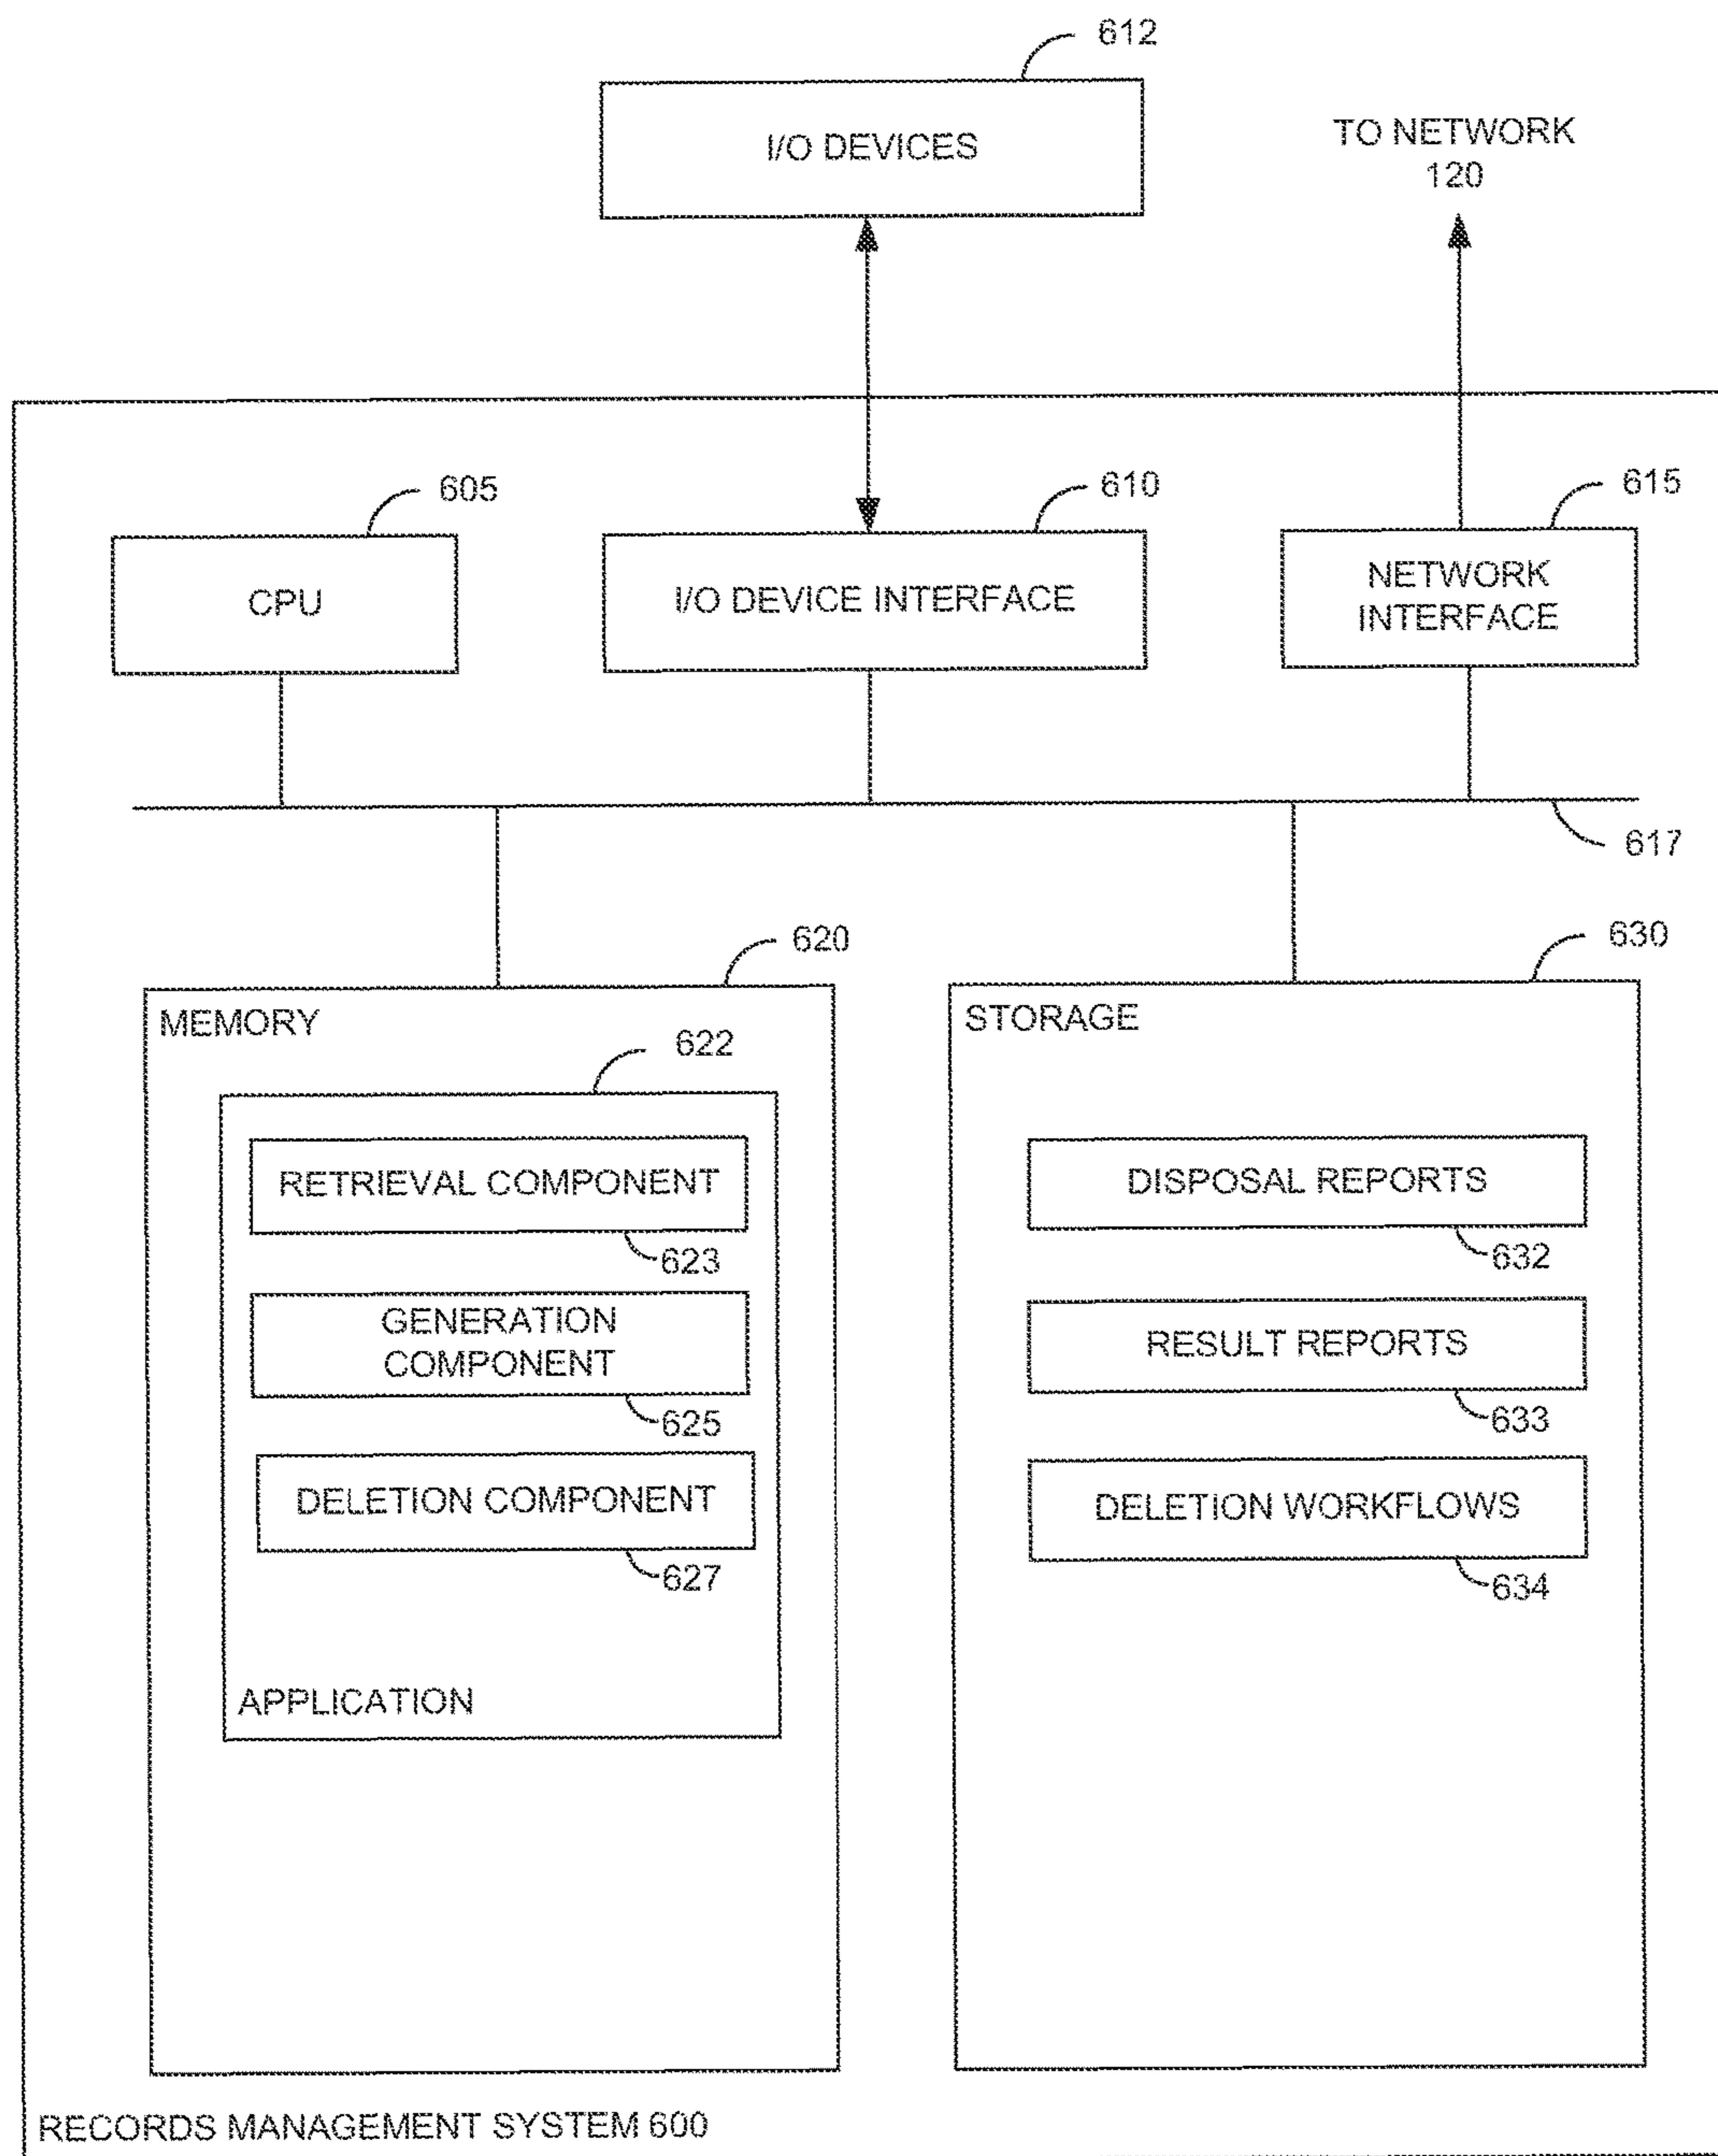 612
I/O DEVICES
TO NETWORK
120
605
610
615
CPU
I/O DEVICE INTERFACE
NETWORK
INTERFACE
617
620
630
MEMORY
STORAGE
622
RETRIEVAL COMPONENT
623
DISPOSAL REPORTS
632
GENERATION
COMPONENT
625
RESULT REPORTS
633
DELETION COMPONENT
627
DELETION WORKFLOWS
634
APPLICATION
RECORDS MANAGEMENT SYSTEM 600